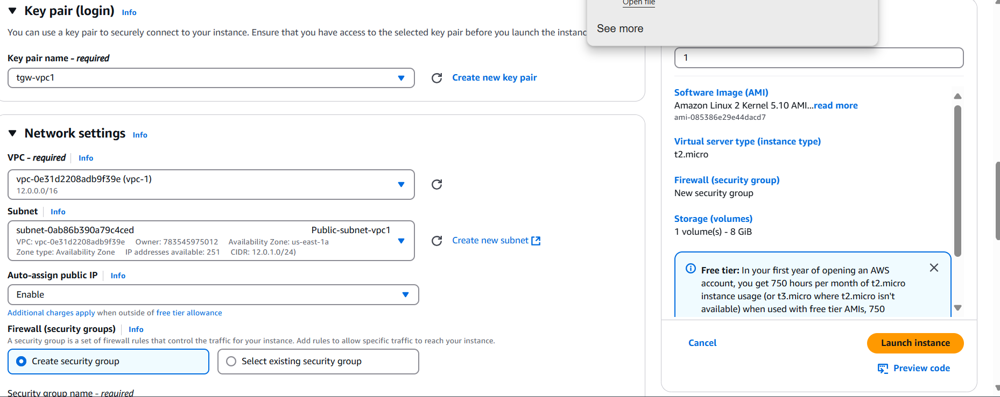 Key pair (login) Info
You can use a key pair to securely connect to your instance. Ensure that you have access to the selected key pair before you launch the instanc
Key pair name - required
tgw-vpc1
Create new key pair
Network settings Info
VPC - required Info
vpc-0e31d2208adb9f39e (vpc-1)
12.0.0.0/16
Subnet Info
subnet-0ab86b390a79c4ced Public-subnet-vpc1
VPC: vpc-0e31d2208adb9f39e Owner: 783545975012 Availability Zone: us-east-1a
Zone type: Availability Zone IP addresses available: 251 CIDR: 12.0.1.0/24)
Create new subnet
Auto-assign public IP Info
Enable
Additional charges apply when outside of free tier allowance
Firewall (security groups) Info
A security group is a set of firewall rules that control the traffic for your instance. Add rules to allow specific traffic to reach your instance.
Create security group
Select existing security group
Security group name - required
Open file
See more
1
Software Image (AMI)
Amazon Linux 2 Kernel 5.10 AMI...read more
ami-085386e29e44dacd7
Virtual server type (instance type)
t2.micro
Firewall (security group)
New security group
Storage (volumes)
1 volume(s) - 8 GiB
Free tier: In your first year of opening an AWS
account, you get 750 hours per month of t2.micro
instance usage (or t3.micro where t2.micro isn't
available) when used with free tier AMIs, 750
Cancel
Launch instance
Preview code